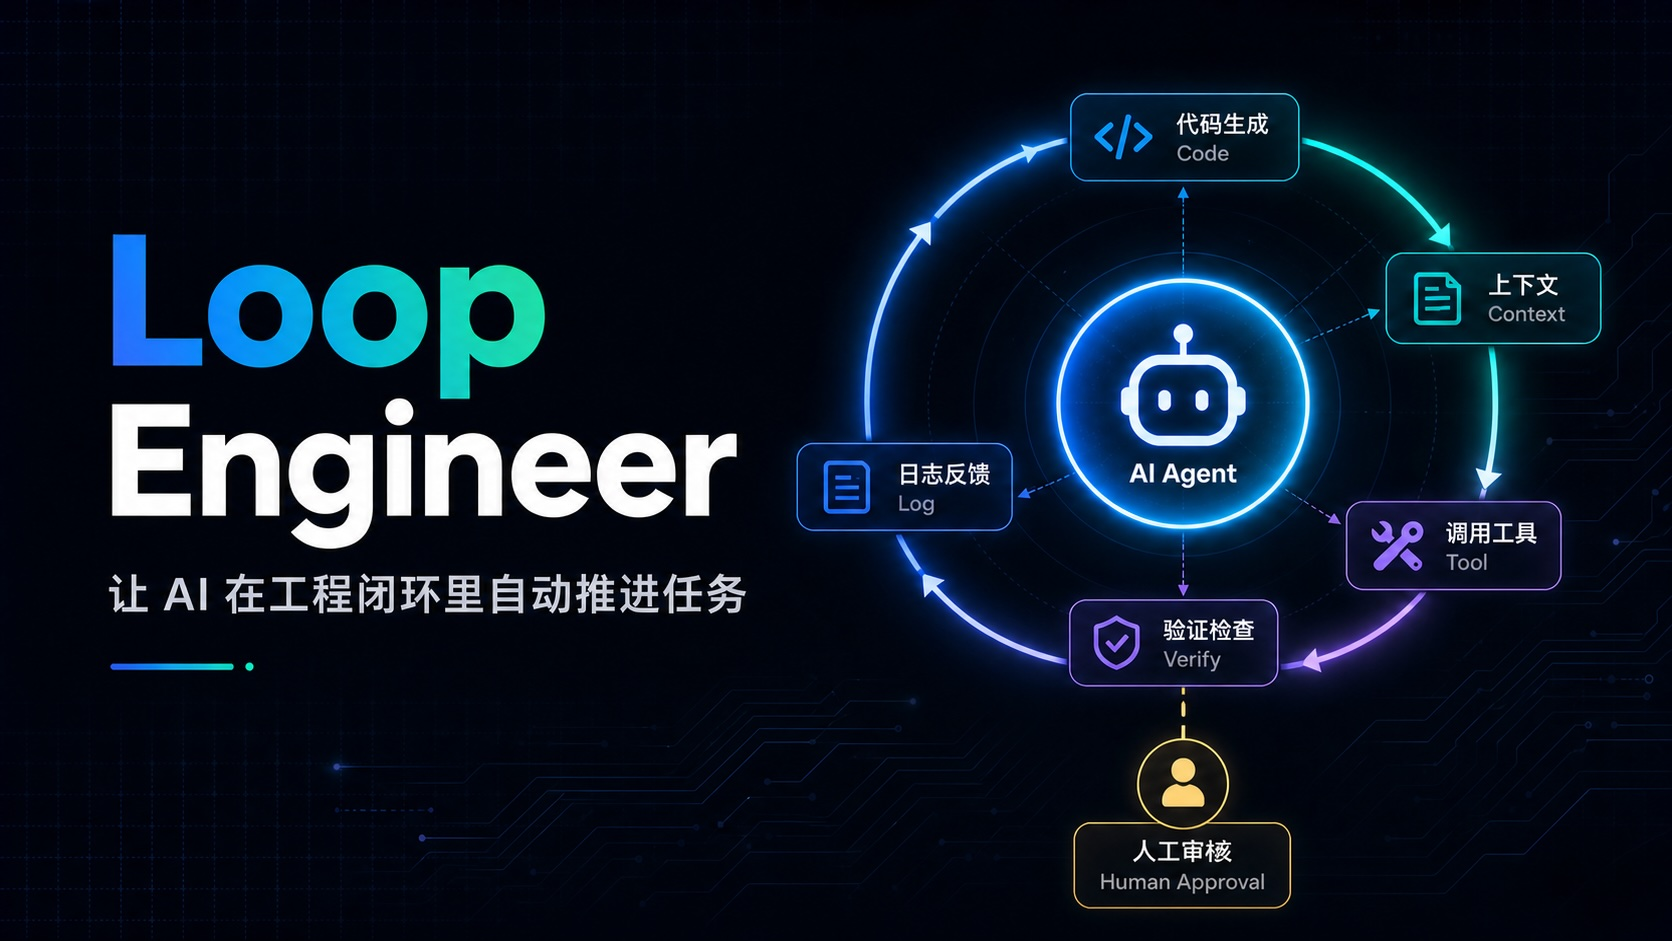 Loop
Engineer
让 AI 在工程闭环里自动推进任务
代码生成
Code
上下文
Context
调用工具
Tool
验证检查
Verify
日志反馈
Log
AI Agent
人工审核
Human Approval